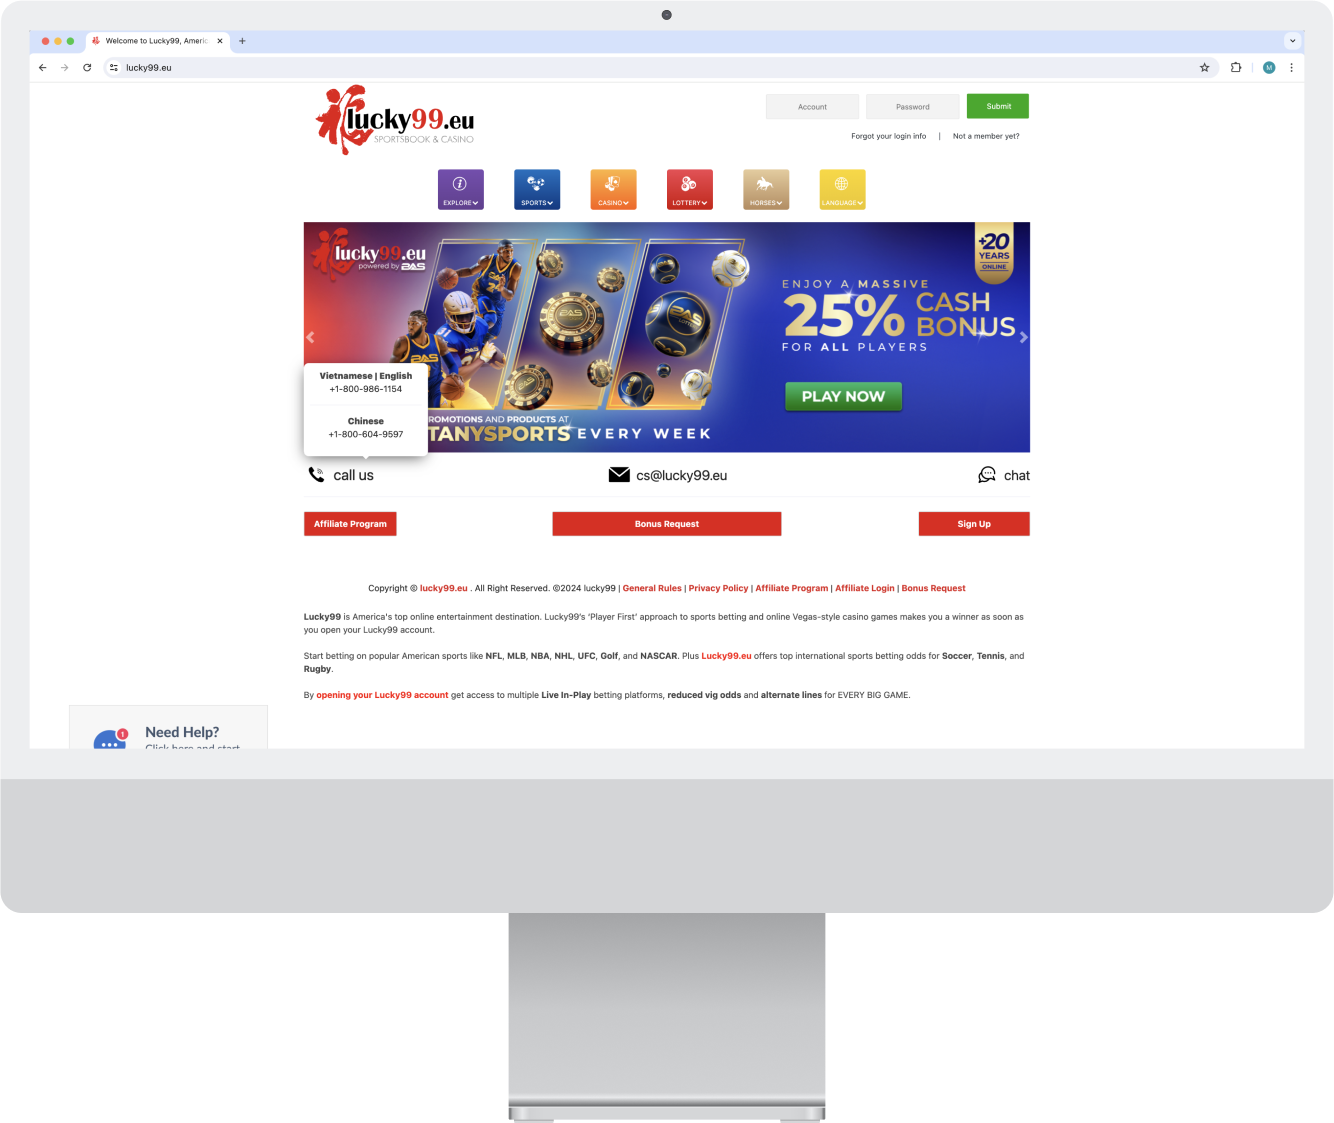 Welcome to Lucky99, Americ
lucky99.eu
M
lucky99.eu
SPORTSBOOK & CASINO
Account
Password
Submit
Forgot your login info | Not a member yet?
EXPLORE
SPORTS
CASINO
LOTTERY
HORSES
LANGUAGE
lucky99.eu
powered by PAS
+20
YEARS
ONLINE
ENJOY A MASSIVE
25% CASH
BONUS
FOR ALL PLAYERS
PLAY NOW
PAS
PAS
PAS
Vietnamese | English
+1-800-986-1154
Chinese
+1-800-604-9597
ROMOTIONS AND PRODUCTS AT
TANYSPORTS EVERY WEEK
call us
cs@lucky99.eu
chat
Affiliate Program
Bonus Request
Sign Up
Copyright © lucky99.eu . All Right Reserved. ©2024 lucky99 | General Rules | Privacy Policy | Affiliate Program | Affiliate Login | Bonus Request
Lucky99 is America's top online entertainment destination. Lucky99's 'Player First' approach to sports betting and online Vegas-style casino games makes you a winner as soon as
you open your Lucky99 account.
Start betting on popular American sports like NFL, MLB, NBA, NHL, UFC, Golf, and NASCAR. Plus Lucky99.eu offers top international sports betting odds for Soccer, Tennis, and
Rugby.
By opening your Lucky99 account get access to multiple Live In-Play betting platforms, reduced vig odds and alternate lines for EVERY BIG GAME.
1
Need Help?
Click here and start